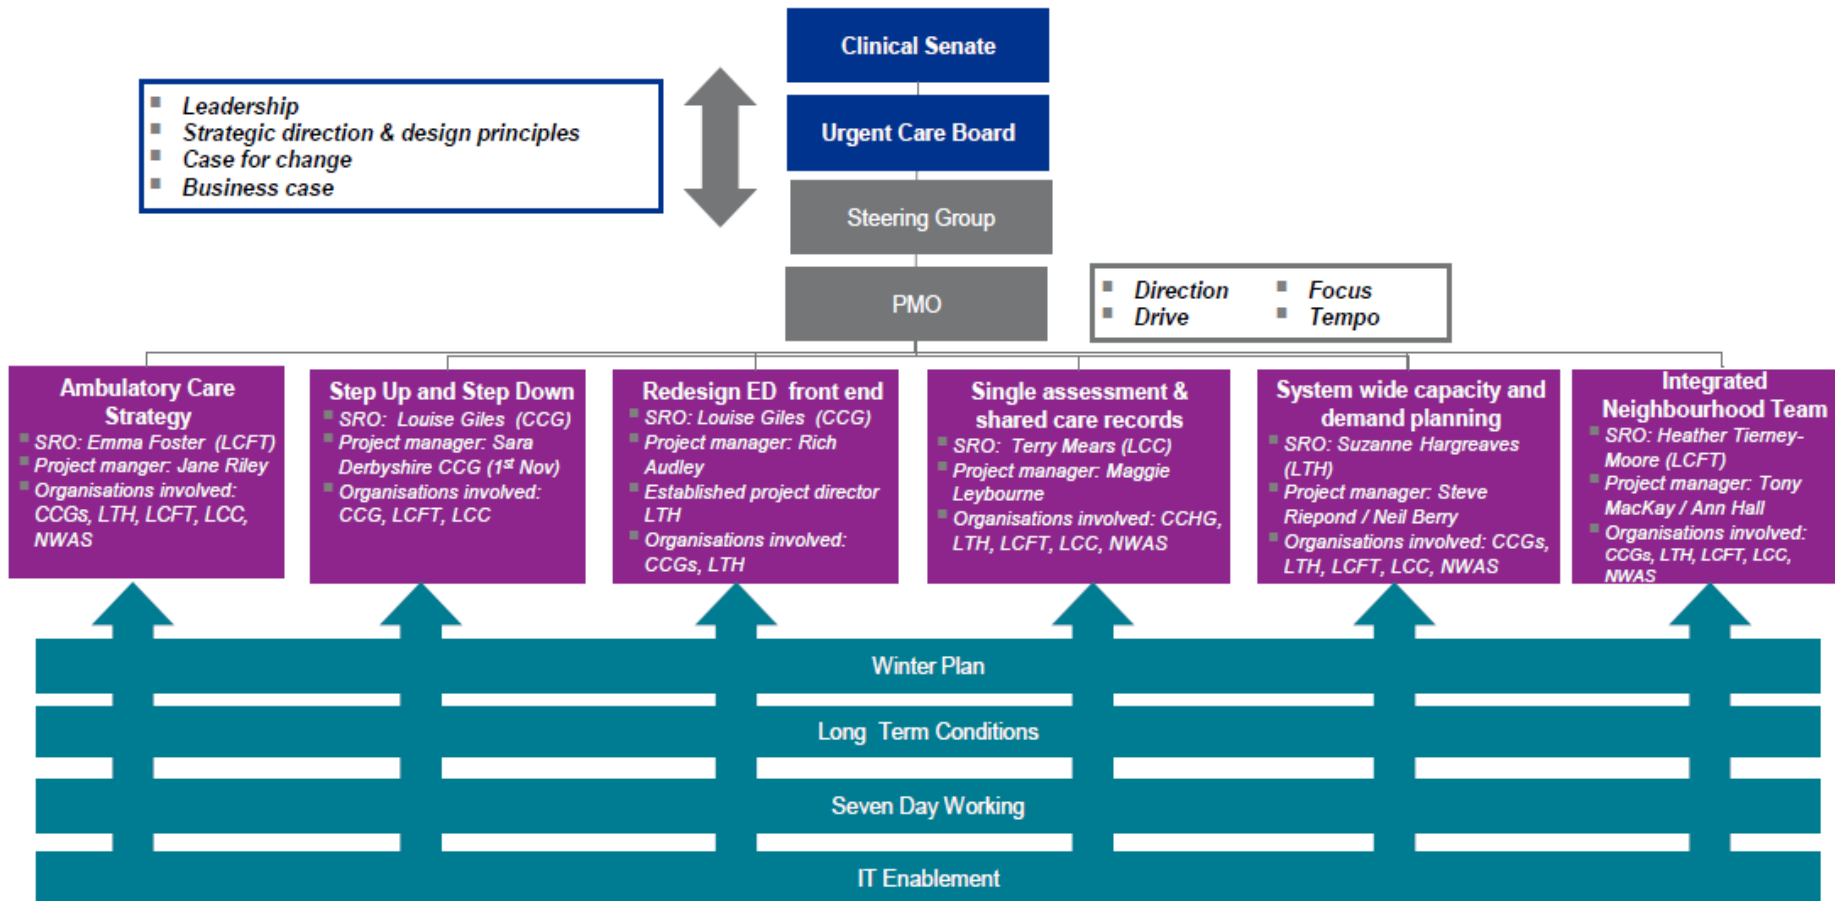 Clinical Senate
Leadership
Strategic direction & design principles
Case for change
Business case
Urgent Care Board
Steering Group
PMO
Direction
Drive
Focus
Tempo
Ambulatory Care
Strategy
SRO: Emma Foster (LCFT)
Project manger: Jane Riley
Organisations involved:
CCGs, LTH, LCFT, LCC,
NWAS
Step Up and Step Down
SRO: Louise Giles (CCG)
Project manager: Sara
Derbyshire CCG (1st Nov)
Organisations involved:
CCG, LCFT, LCC
Redesign ED front end
SRO: Louise Giles (CCG)
Project manager: Rich
Audley
Established project director
LTH
Organisations involved:
CCGs, LTH
Single assessment &
shared care records
SRO: Terry Mears (LCC)
Project manager: Maggie
Leybourne
Organisations involved: CCHG,
LTH, LCFT, LCC, NWAS
System wide capacity and
demand planning
SRO: Suzanne Hargreaves
(LTH)
Project manager: Steve
Riepond / Neil Berry
Organisations involved: CCGs,
LTH, LCFT, LCC, NWAS
Integrated
Neighbourhood Team
SRO: Heather Tierney-
Moore (LCFT)
Project manager: Tony
MacKay / Ann Hall
Organisations involved:
CCGs, LTH, LCFT, LCC,
NWAS
Winter Plan
Long Term Conditions
Seven Day Working
IT Enablement